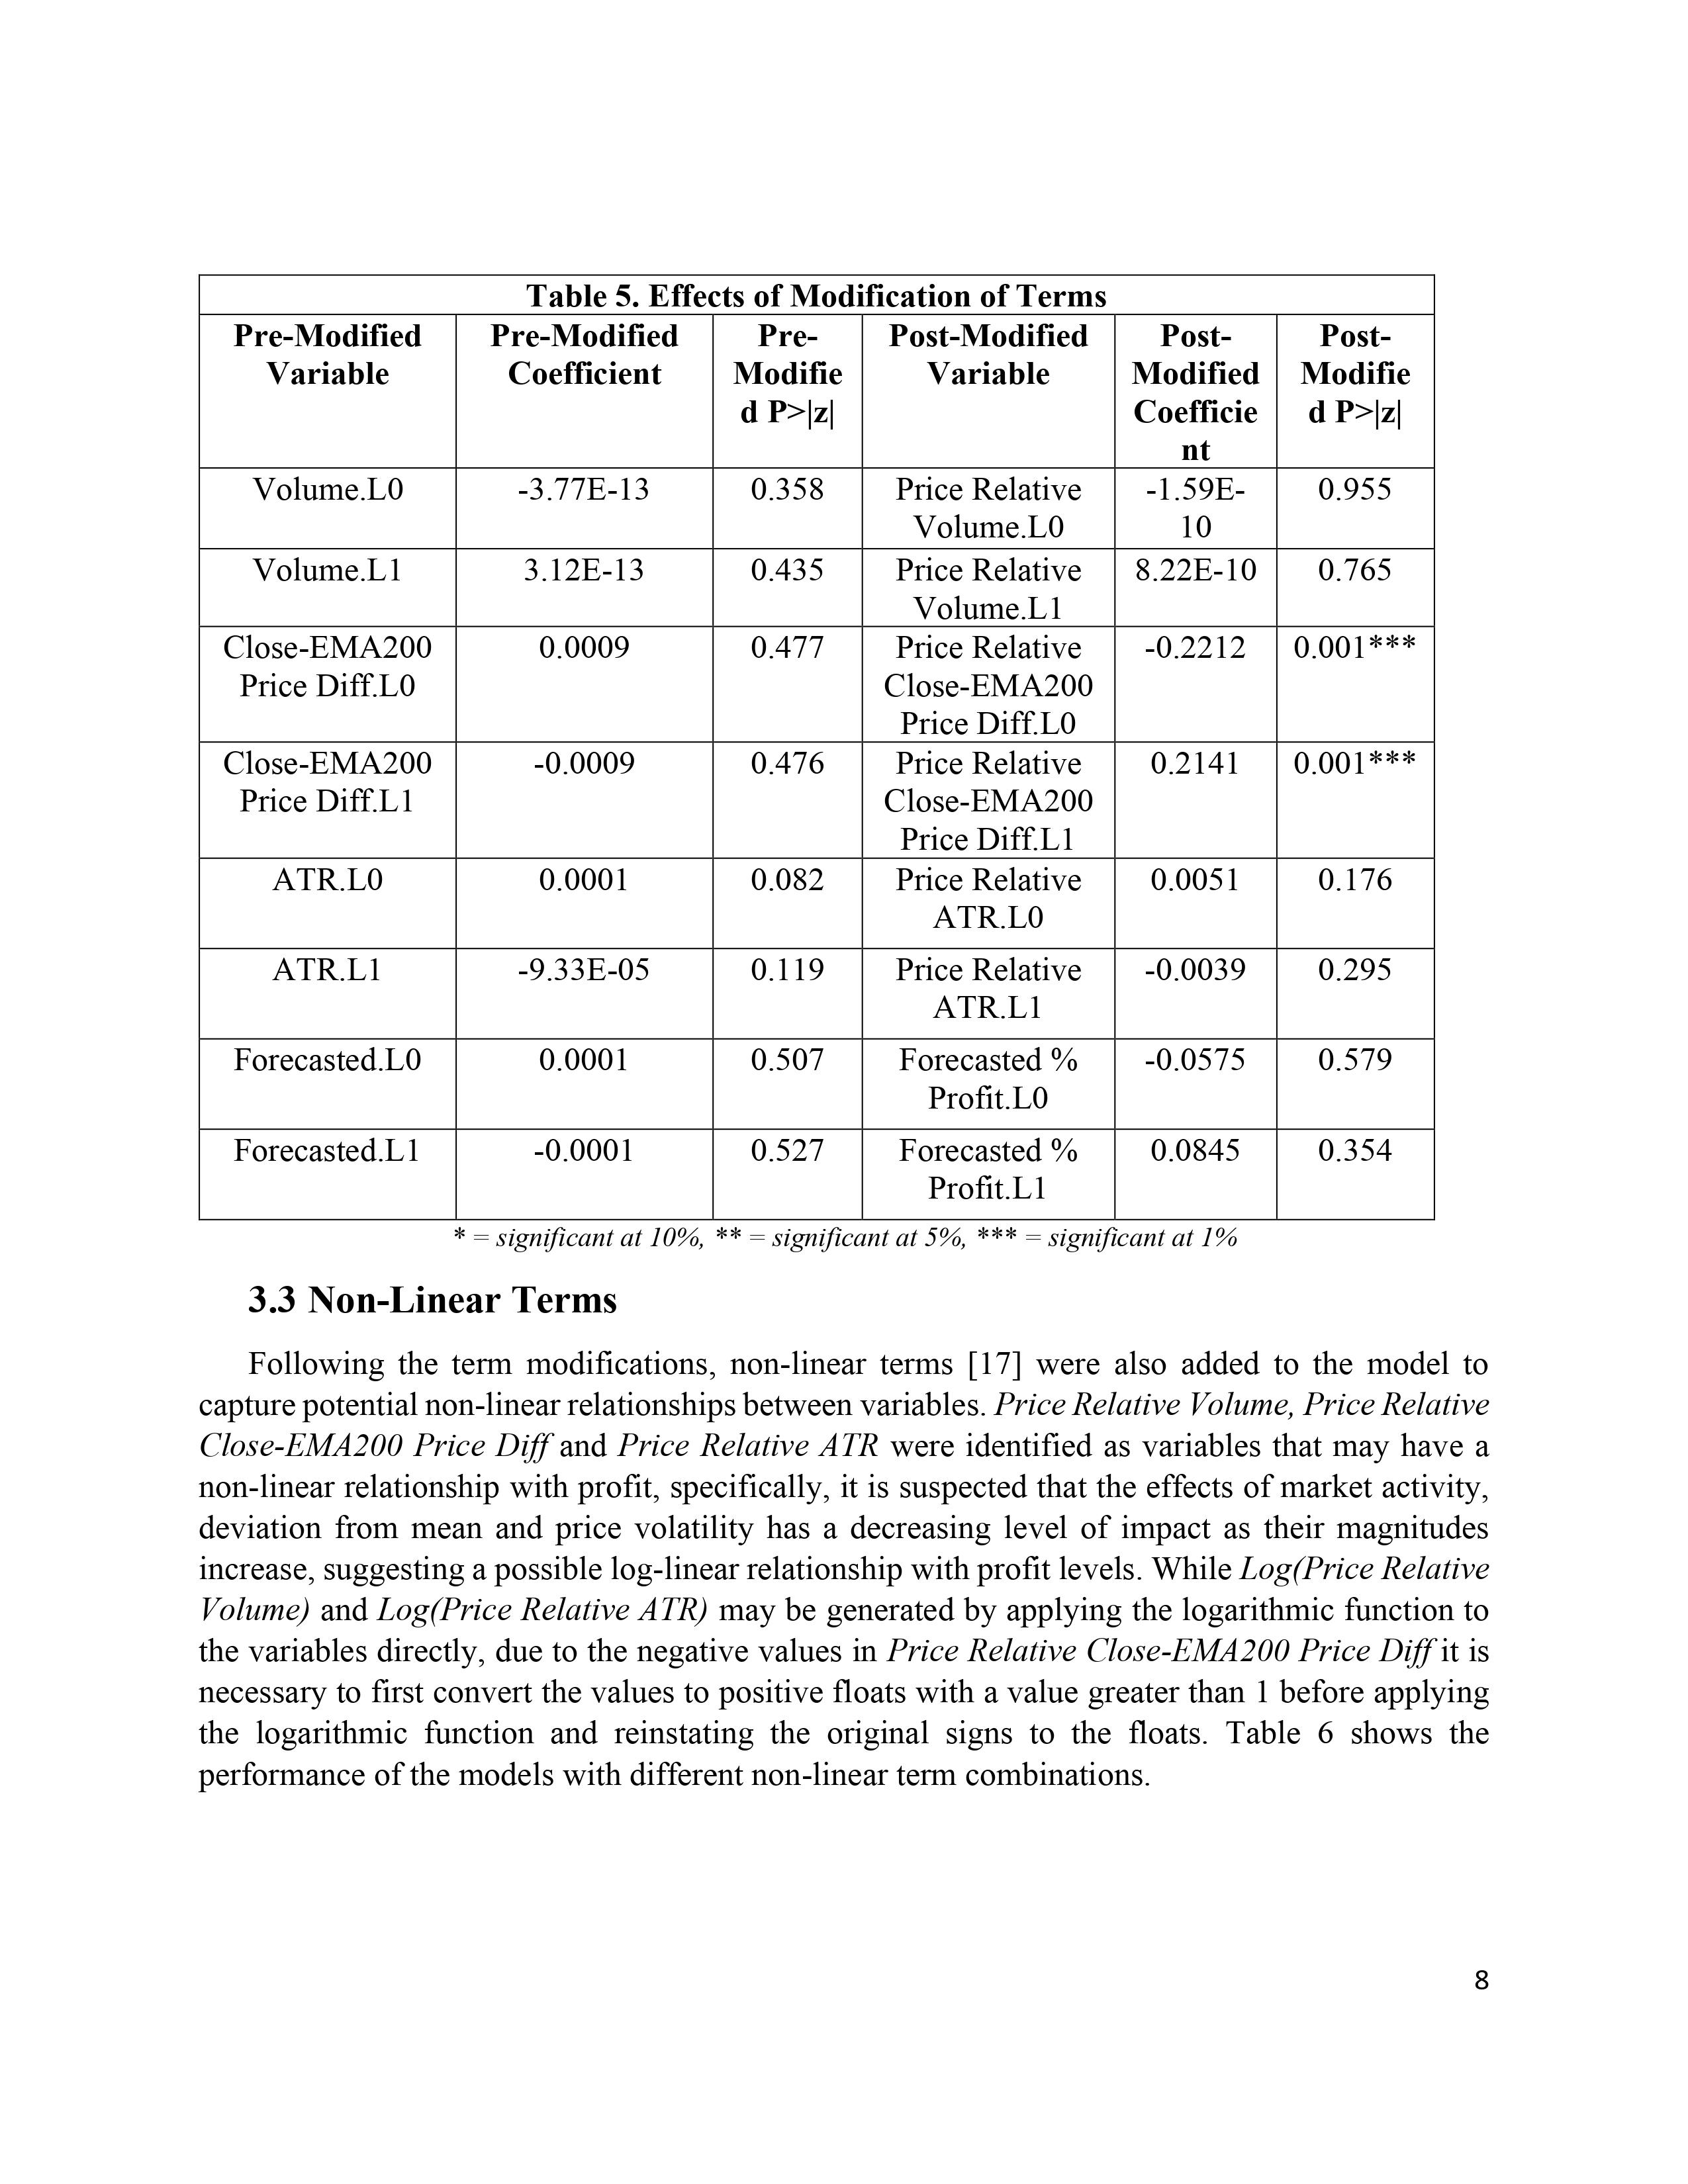 Table 5. Effects of Modification of Terms
Pre-Modified Variable Pre-Modified Coefficient Pre-Modifie d P>|z| Post-Modified Variable Post-Modified Coefficie nt Post-Modifie d P>|z|
Volume.L0 -3.77E-13 0.358 Price Relative Volume.L0 -1.59E-10 0.955
Volume.L1 3.12E-13 0.435 Price Relative Volume.L1 8.22E-10 0.765
Close-EMA200 Price Diff.L0 0.0009 0.477 Price Relative Close-EMA200 Price Diff.L0 -0.2212 0.001***
Close-EMA200 Price Diff.L1 -0.0009 0.476 Price Relative Close-EMA200 Price Diff.L1 0.2141 0.001***
ATR.L0 0.0001 0.082 Price Relative ATR.L0 0.0051 0.176
ATR.L1 -9.33E-05 0.119 Price Relative ATR.L1 -0.0039 0.295
Forecasted.L0 0.0001 0.507 Forecasted % Profit.L0 -0.0575 0.579
Forecasted.L1 -0.0001 0.527 Forecasted % Profit.L1 0.0845 0.354
* = significant at 10%, ** = significant at 5%, *** = significant at 1%
3.3 Non-Linear Terms
Following the term modifications, non-linear terms [17] were also added to the model to
capture potential non-linear relationships between variables. Price Relative Volume, Price Relative
Close-EMA200 Price Diff and Price Relative ATR were identified as variables that may have a
non-linear relationship with profit, specifically, it is suspected that the effects of market activity,
deviation from mean and price volatility has a decreasing level of impact as their magnitudes
increase, suggesting a possible log-linear relationship with profit levels. While Log(Price Relative
Volume) and Log(Price Relative ATR) may be generated by applying the logarithmic function to
the variables directly, due to the negative values in Price Relative Close-EMA200 Price Diff it is
necessary to first convert the values to positive floats with a value greater than 1 before applying
the logarithmic function and reinstating the original signs to the floats. Table 6 shows the
performance of the models with different non-linear term combinations.
8